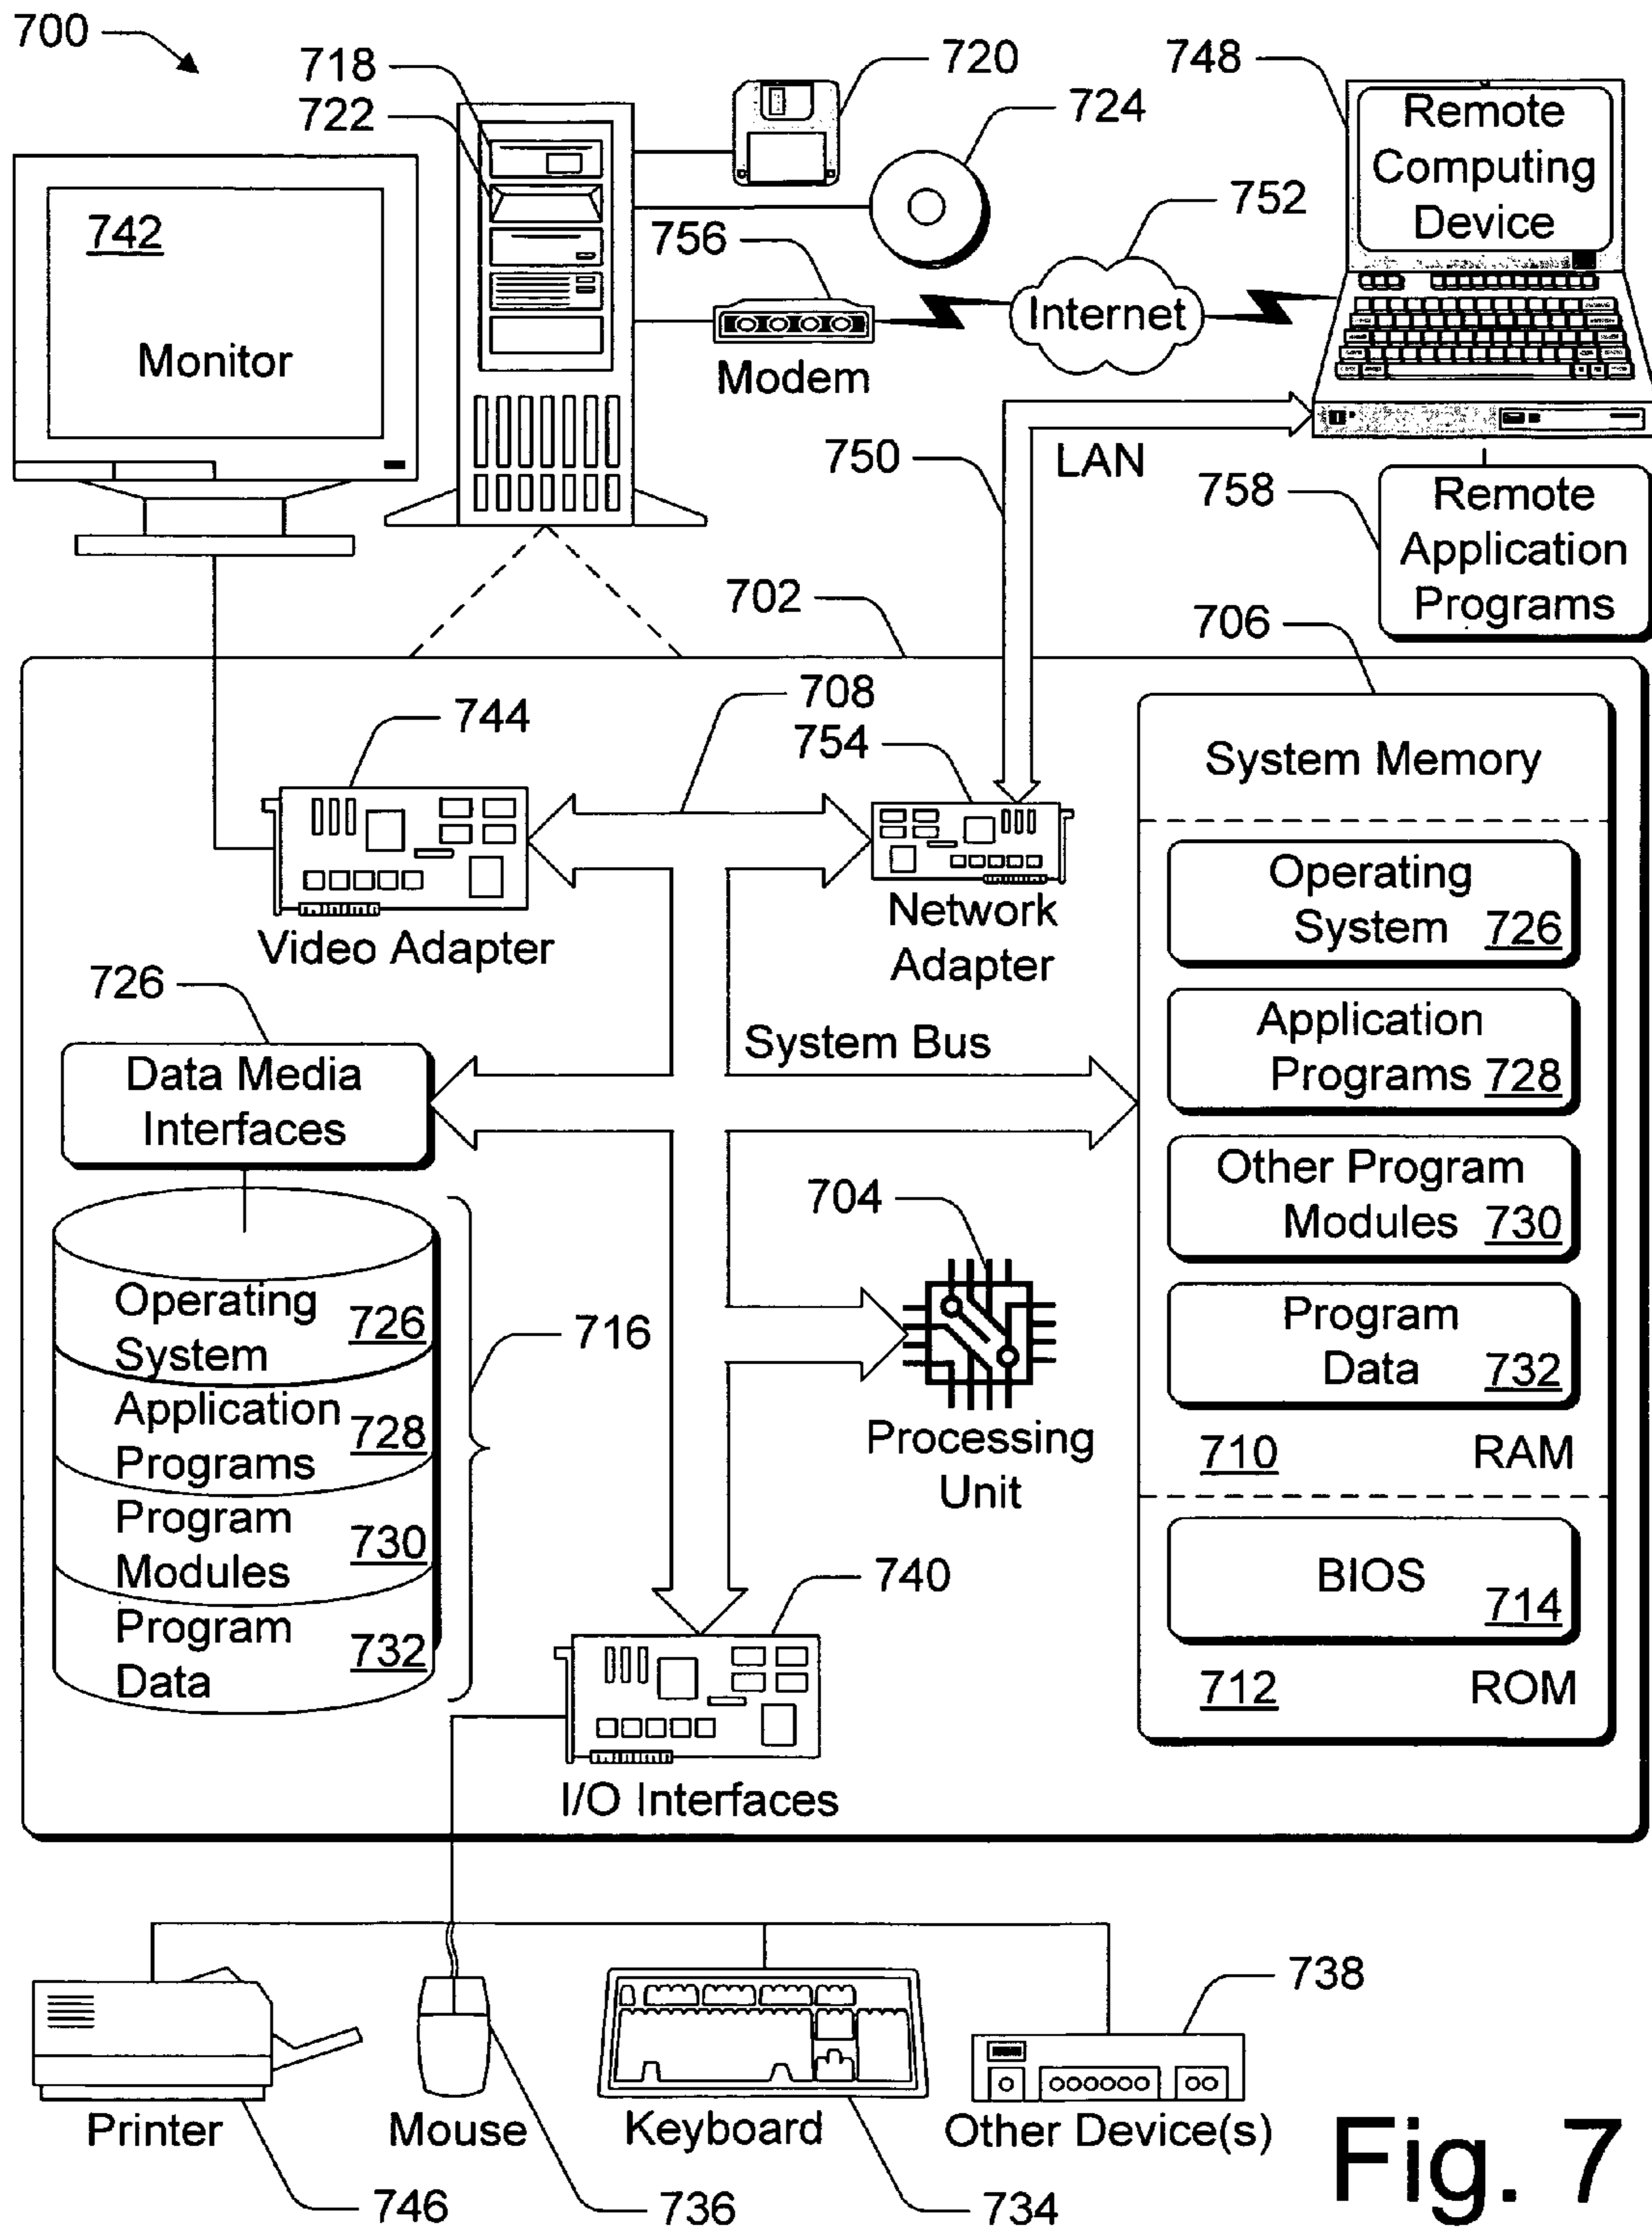 700
718
722
720
724
748
Remote
Computing
Device
742
Monitor
756
752
Internet
Modem
750
LAN
758
Remote
Application
Programs
702
706
708
744
754
System Memory
Operating
System 726
Video Adapter
Network
Adapter
726
Data Media
Interfaces
System Bus
Application
Programs 728
Other Program
Modules 730
704
Operating
System 726
716
Program
Data 732
Application
Programs 728
Processing
Unit
710 RAM
Program
Modules 730
740
BIOS
714
Program
Data 732
712 ROM
I/O Interfaces
738
Printer
Mouse
Keyboard
Other Device(s)
746
736
734
Fig. 7